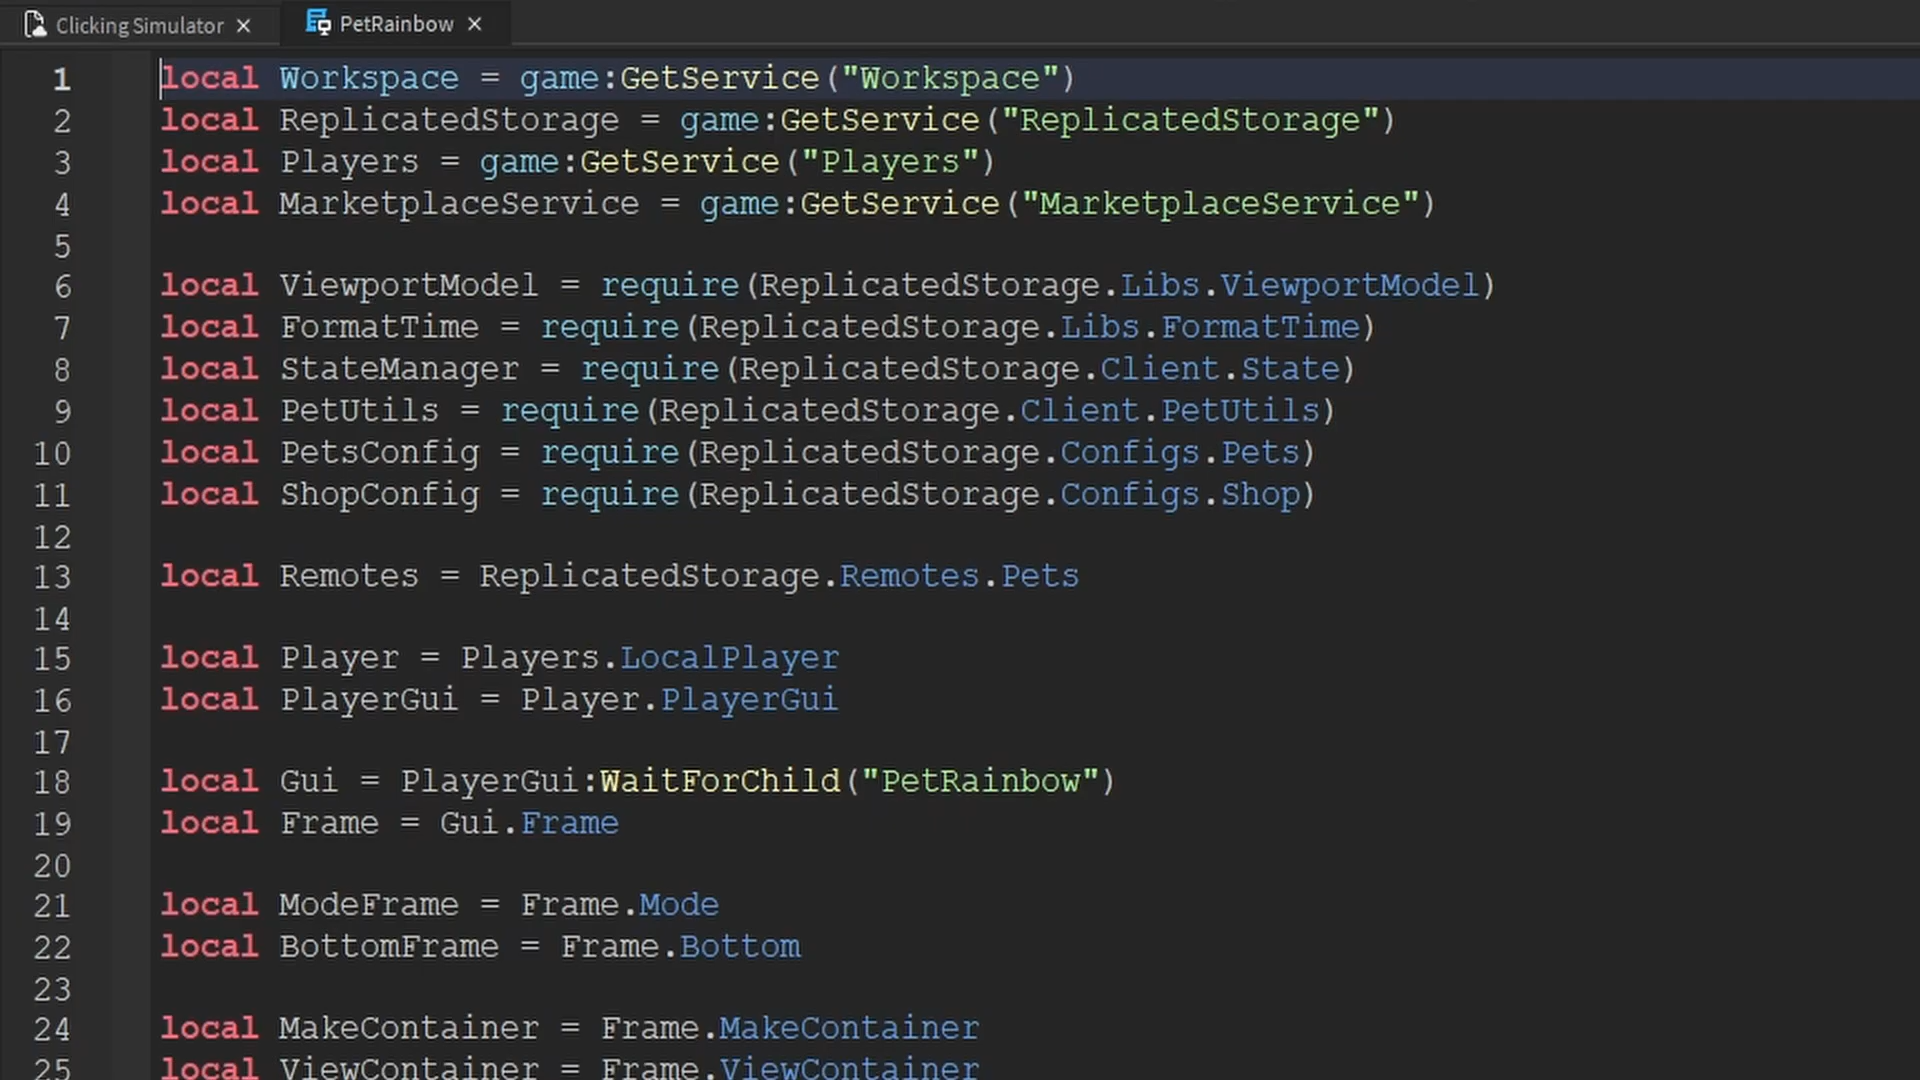 Clicking Simulator ×
PetRainbow ×
1 local Workspace = game:GetService("Workspace")
2 local ReplicatedStorage = game:GetService("ReplicatedStorage")
3 local Players = game:GetService("Players")
4 local MarketplaceService = game:GetService("MarketplaceService")
5
6 local ViewportModel = require(ReplicatedStorage.Libs.ViewportModel)
7 local FormatTime = require(ReplicatedStorage.Libs.FormatTime)
8 local StateManager = require(ReplicatedStorage.Client.State)
9 local PetUtils = require(ReplicatedStorage.Client.PetUtils)
10 local PetsConfig = require(ReplicatedStorage.Configs.Pets)
11 local ShopConfig = require(ReplicatedStorage.Configs.Shop)
12
13 local Remotes = ReplicatedStorage.Remotes.Pets
14
15 local Player = Players.LocalPlayer
16 local PlayerGui = Player.PlayerGui
17
18 local Gui = PlayerGui:WaitForChild("PetRainbow")
19 local Frame = Gui.Frame
20
21 local ModeFrame = Frame.Mode
22 local BottomFrame = Frame.Bottom
23
24 local MakeContainer = Frame.MakeContainer
25 local ViewContainer = Frame.ViewContainer